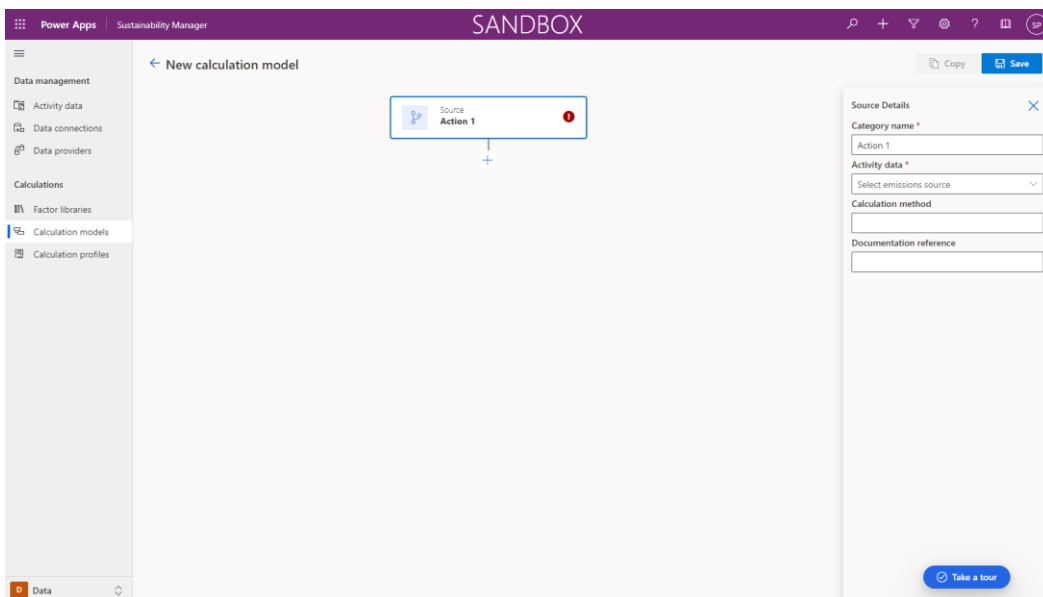 Power Apps Sustainability Manager SANDBOX ? SP
New calculation model Copy Save
Data management
Activity data
Data connections
Data providers
Calculations
Factor libraries
Calculation models
Calculation profiles
Source
Action 1
Source Details
Category name *
Action 1
Activity data *
Select emissions source
Calculation method
Documentation reference
Take a tour
D Data